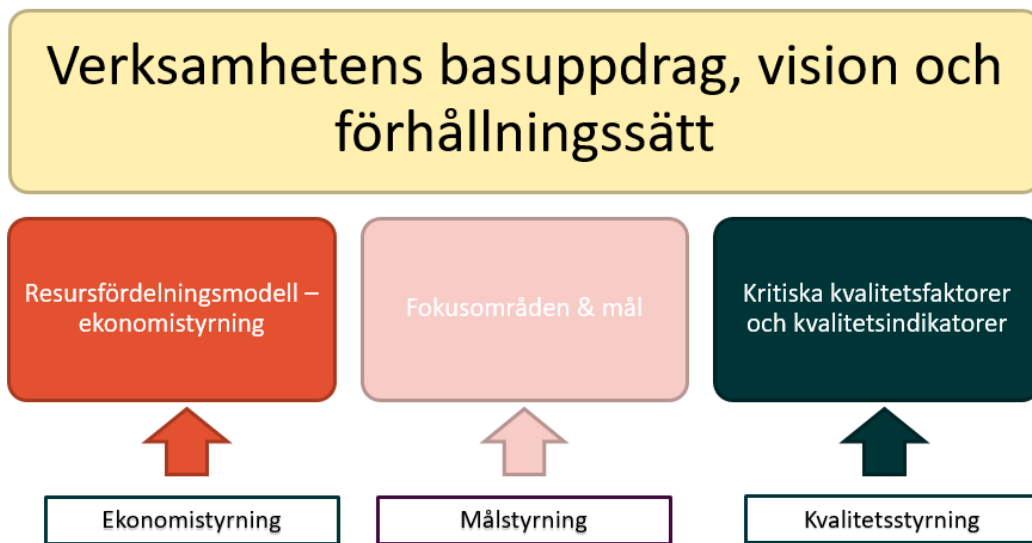 Verksamhetens basuppdrag, vision och
förhållningssätt
Resursfördelningsmodell –
ekonomistyrning
Fokusområden & mål
Kritiska kvalitetsfaktorer
och kvalitetsindikatorer
Ekonomistyrning
Målstyrning
Kvalitetsstyrning